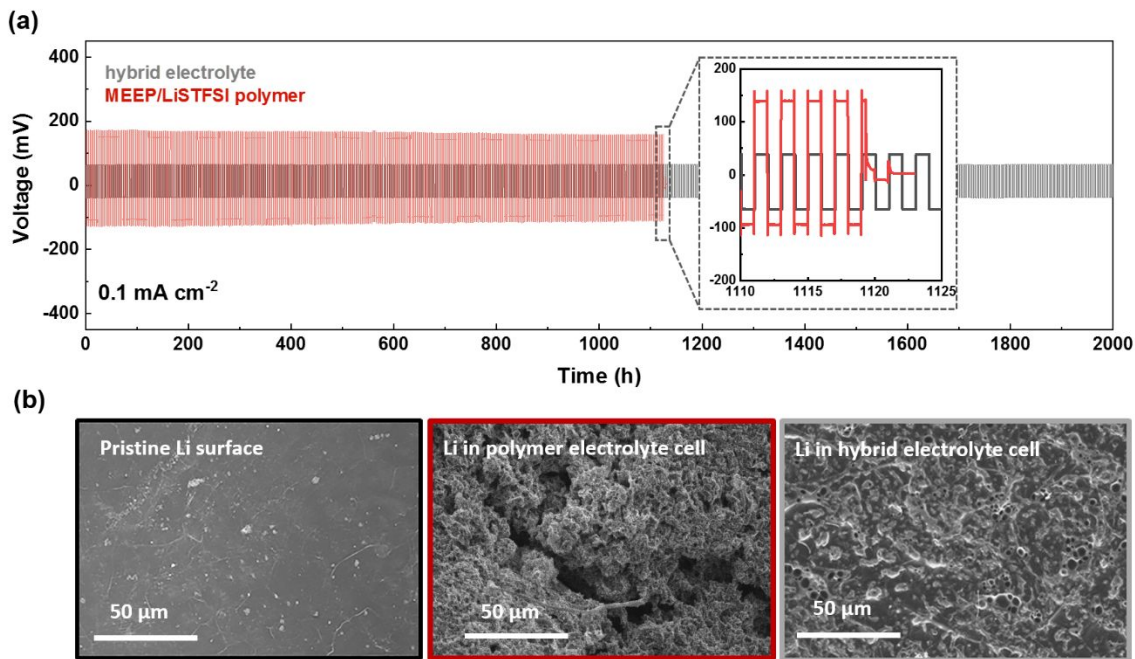 (a)
400
200
0
-200
-400
Voltage (mV)
hybrid electrolyte
MEEP/LiSTFSI polymer
0.1 mA cm⁻²
200
100
0
-100
-200
1110
1115
1120
1125
0
200
400
600
800
1000
1200
1400
1600
1800
2000
Time (h)
(b)
Pristine Li surface
50 µm
Li in polymer electrolyte cell
50 µm
Li in hybrid electrolyte cell
50 µm